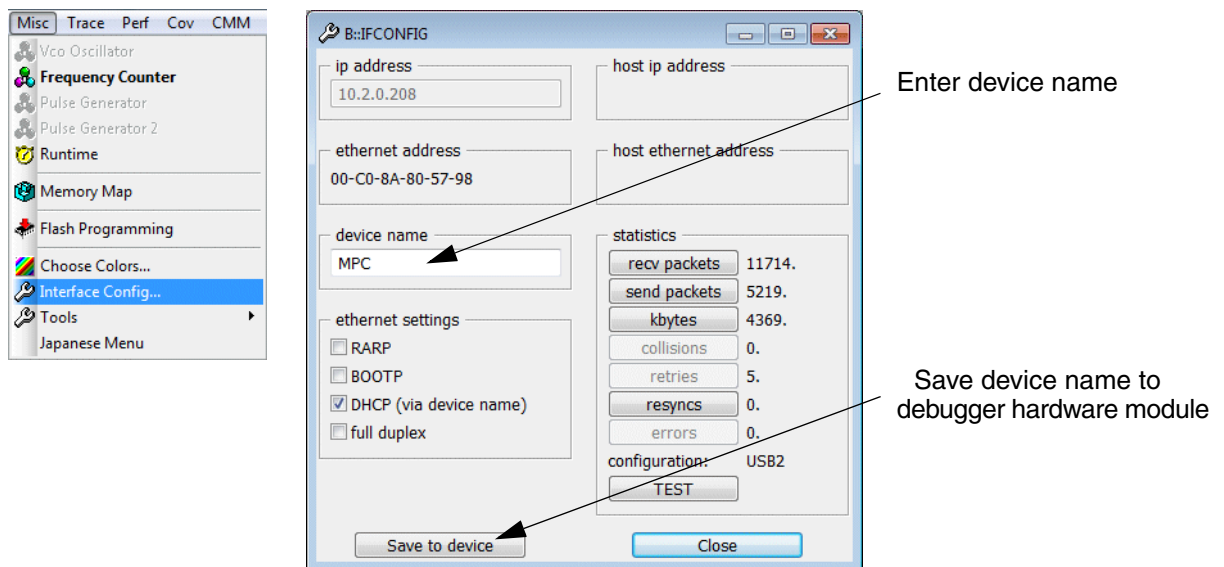 Misc Trace Perf Cov CMM
Vco Oscillator
Frequency Counter
Pulse Generator
Pulse Generator 2
Runtime
Memory Map
Flash Programming
Choose Colors...
Interface Config...
Tools
Japanese Menu
B::IFCONFIG
ip address
10.2.0.208
host ip address
ethernet address
00-C0-8A-80-57-98
host ethernet address
device name
MPC
ethernet settings
RARP
BOOTP
DHCP (via device name)
full duplex
statistics
recv packets 11714.
send packets 5219.
kbytes 4369.
collisions 0.
retries 5.
resyncs 0.
errors 0.
configuration: USB2
TEST
Save to device
Close
Enter device name
Save device name to
debugger hardware module